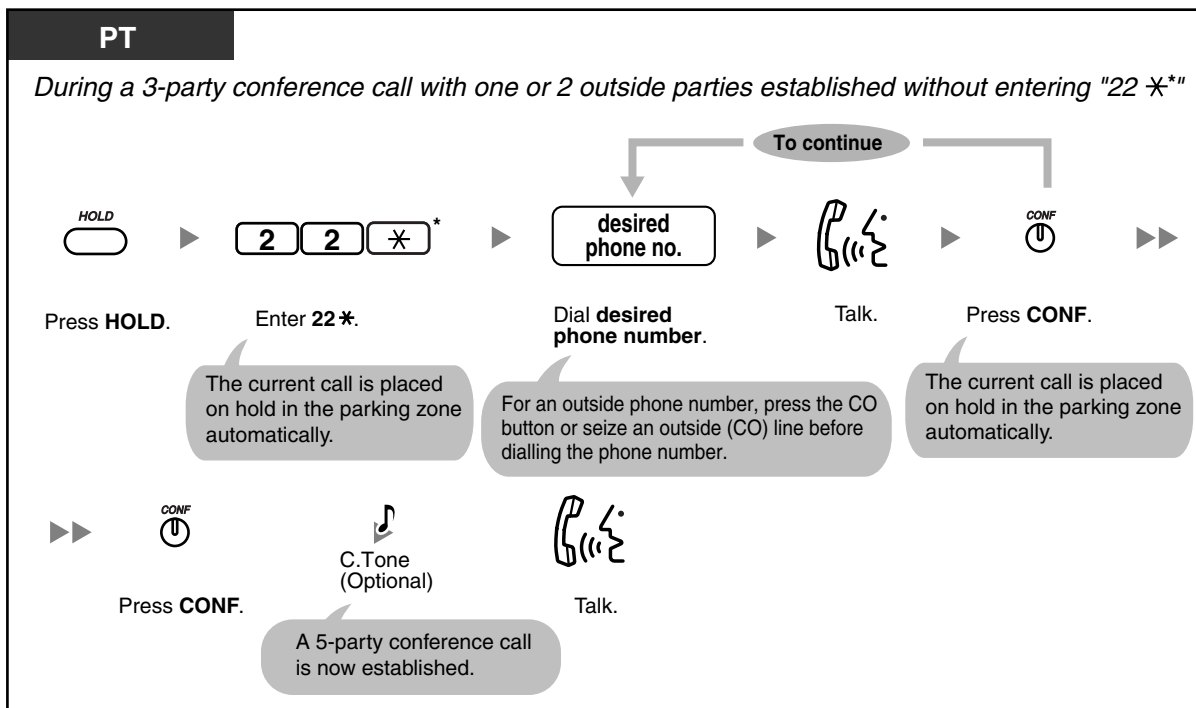 PT
During a 3-party conference call with one or 2 outside parties established without entering "22 ✳*"
To continue
HOLD
2 2 ✳ *
desired
phone no.
CONF
Press HOLD.
Enter 22✳.
Dial desired
phone number.
Talk.
Press CONF.
The current call is placed
on hold in the parking zone
automatically.
For an outside phone number, press the CO
button or seize an outside (CO) line before
dialling the phone number.
The current call is placed
on hold in the parking zone
automatically.
CONF
C.Tone
(Optional)
Press CONF.
Talk.
A 5-party conference call
is now established.